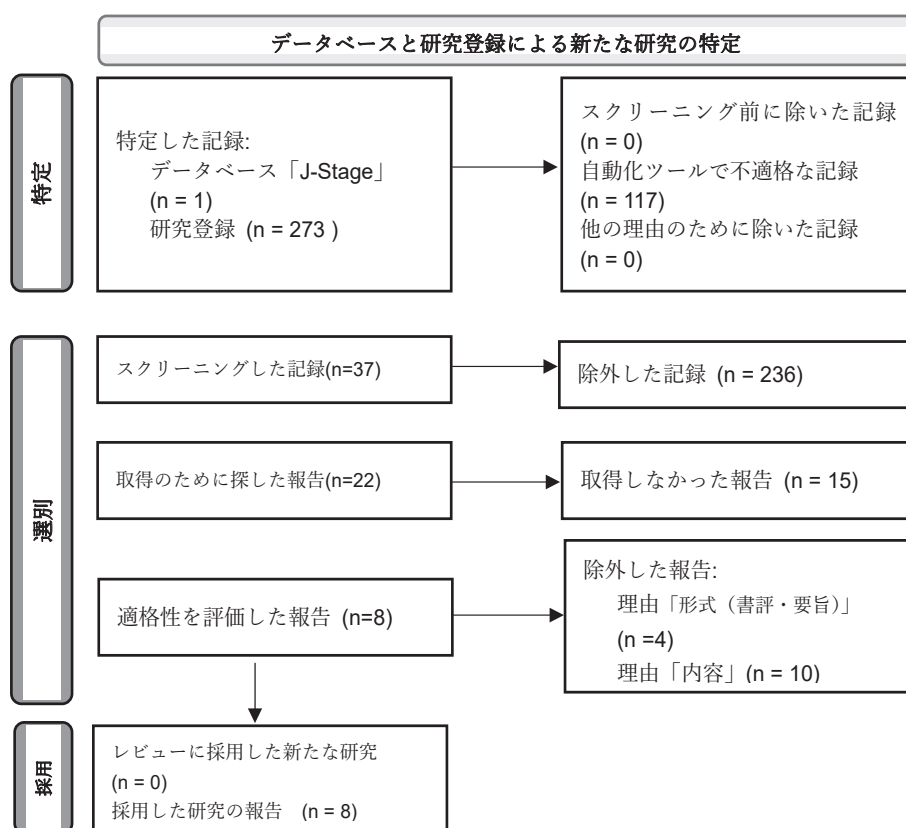 データベースと研究登録による新たな研究の特定
特定
特定した記録:
データベース「J-Stage」
(n = 1)
研究登録 (n = 273 )
スクリーニング前に除いた記録
(n = 0)
自動化ツールで不適格な記録
(n = 117)
他の理由のために除いた記録
(n = 0)
選別
スクリーニングした記録(n=37)
除外した記録 (n = 236)
取得のために探した報告(n=22)
取得しなかった報告 (n = 15)
適格性を評価した報告 (n=8)
除外した報告:
理由「形式（書評・要旨）」
(n =4)
理由「内容」(n = 10)
採用
レビューに採用した新たな研究
(n = 0)
採用した研究の報告 (n = 8)